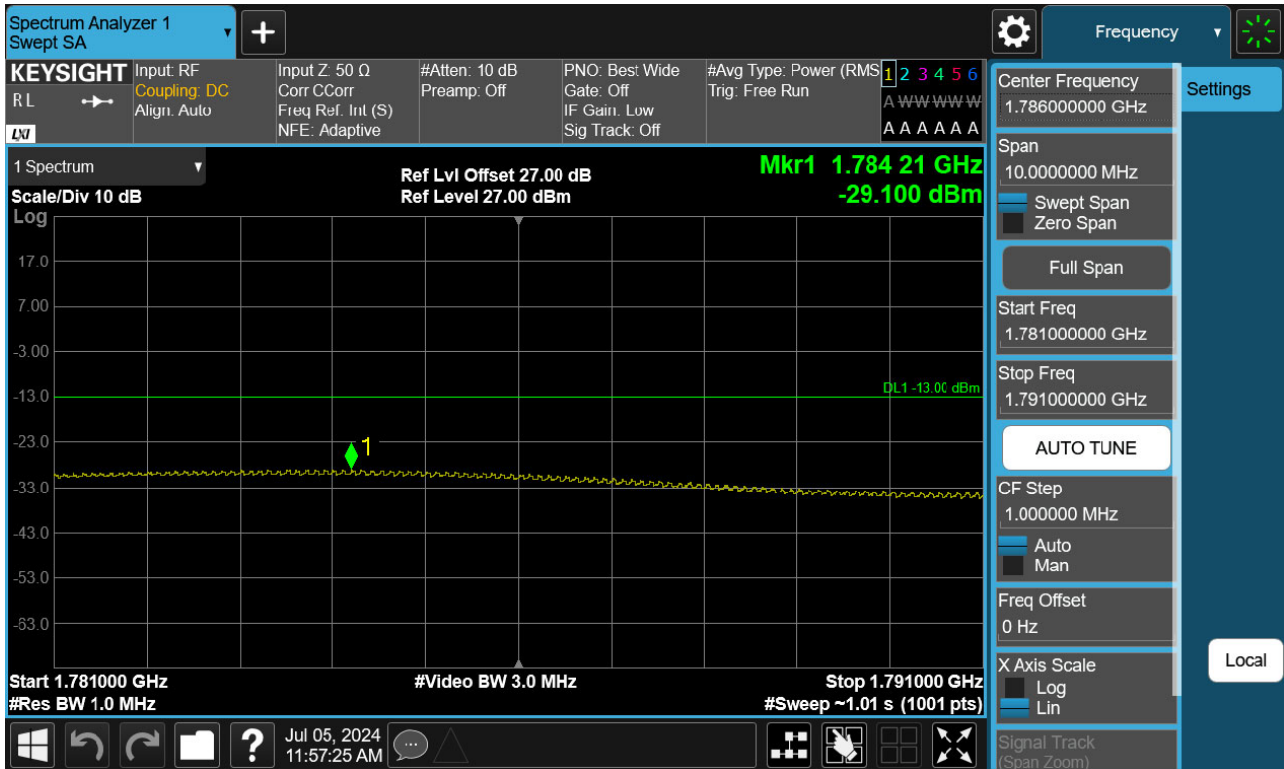 Spectrum Analyzer 1
Swept SA
+
Frequency
KEYSIGHT
R L
LXI
Input: RF
Coupling: DC
Align: Auto
Input Z: 50 Ω
Corr CCorr
Freq Ref: Int (S)
NFE: Adaptive
#Atten: 10 dB
Preamp: Off
PNO: Best Wide
Gate: Off
IF Gain: Low
Sig Track: Off
#Avg Type: Power (RMS
Trig: Free Run
1 2 3 4 5 6
A W W W W W
A A A A A A
1 Spectrum
Scale/Div 10 dB
Log
Ref Lvl Offset 27.00 dB
Ref Level 27.00 dBm
Mkr1 1.784 21 GHz
-29.100 dBm
17.0
7.00
-3.00
-13.0
DL1 -13.00 dBm
-23.0
1
-33.0
-43.0
-53.0
-63.0
Start 1.781000 GHz
#Res BW 1.0 MHz
#Video BW 3.0 MHz
Stop 1.791000 GHz
#Sweep ~1.01 s (1001 pts)
?
Jul 05, 2024
11:57:25 AM
Center Frequency
1.786000000 GHz
Span
10.0000000 MHz
Swept Span
Zero Span
Full Span
Start Freq
1.781000000 GHz
Stop Freq
1.791000000 GHz
AUTO TUNE
CF Step
1.000000 MHz
Auto
Man
Freq Offset
0 Hz
X Axis Scale
Log
Lin
Signal Track
(Span Zoom)
Settings
Local